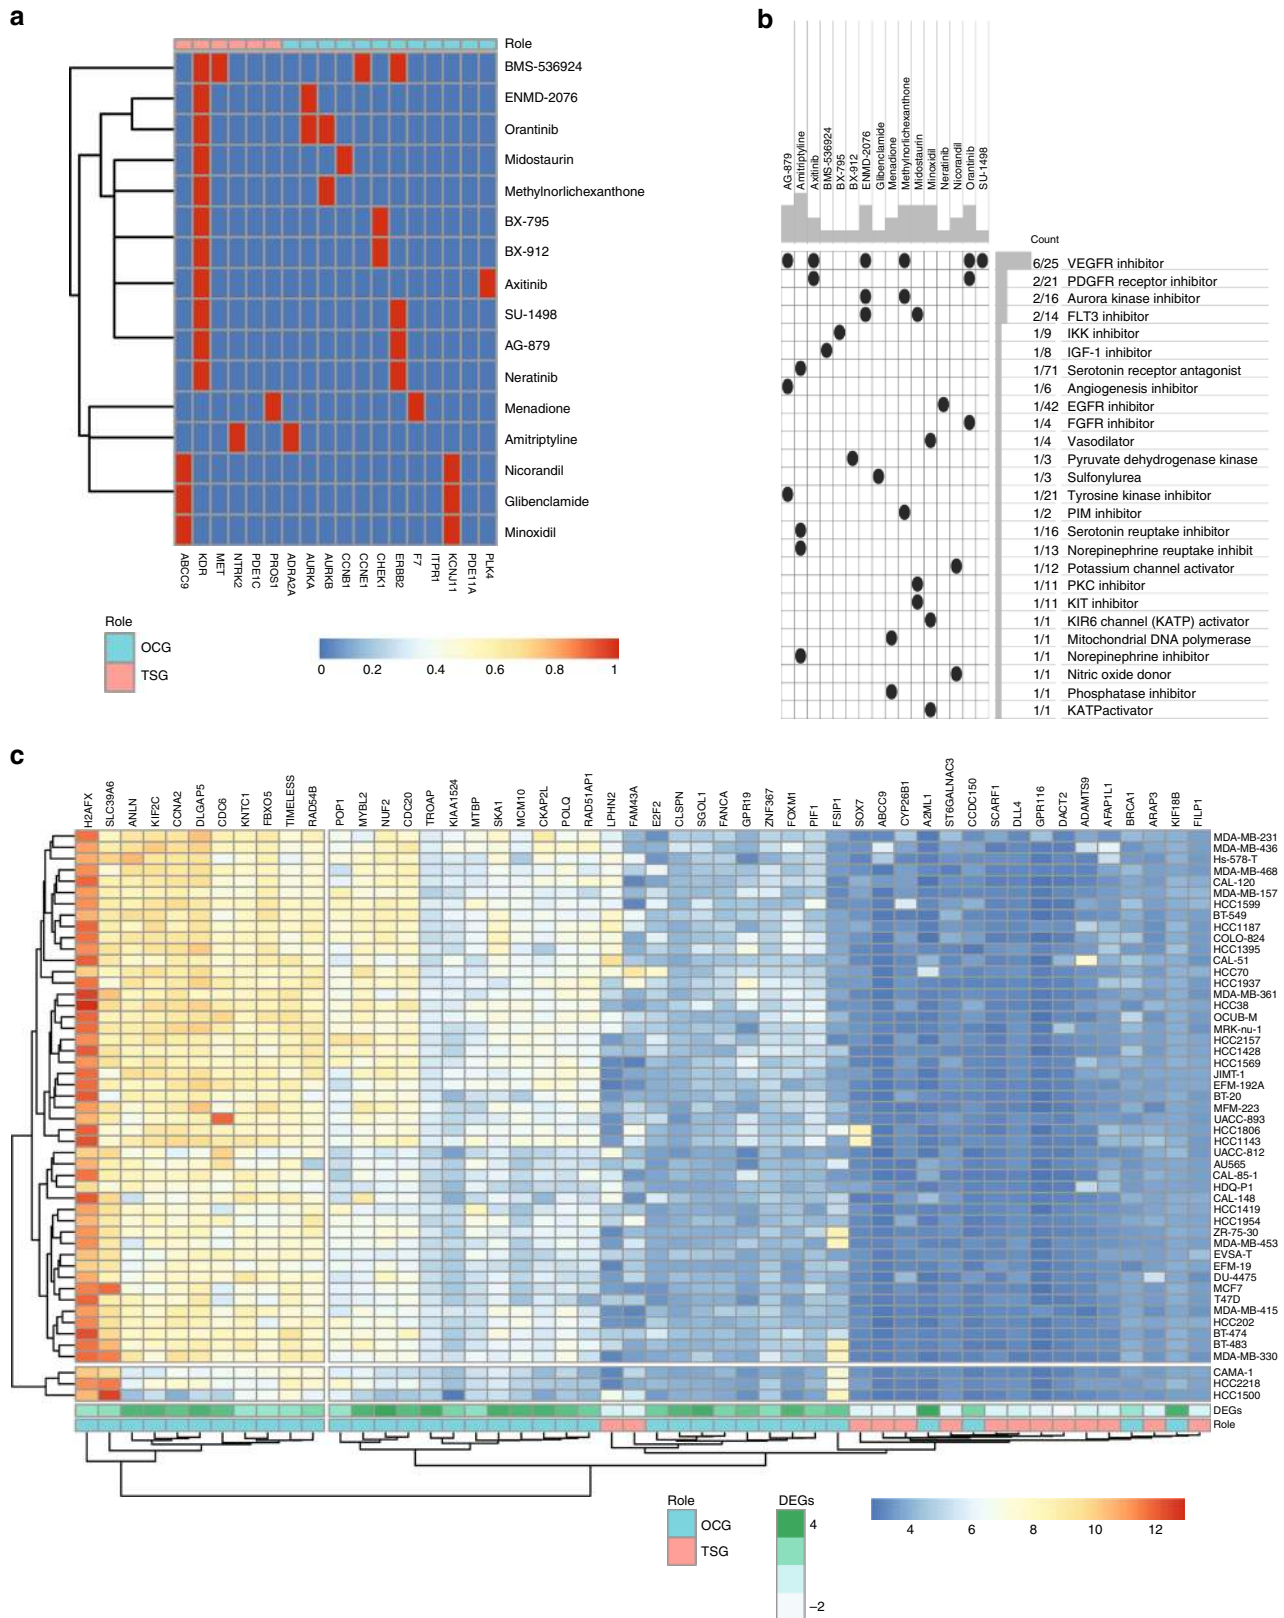 a
Role
BMS-536924
ENMD-2076
Orantinib
Midostaurin
Methylnorlichexanthone
BX-795
BX-912
Axitinib
SU-1498
AG-879
Neratinib
Menadione
Amitriptyline
Nicorandil
Glibenclamide
Minoxidil
ABCC9
KDR
MET
NTRK2
PDE1C
PROS1
ADRA2A
AURKA
AURKB
CCNB1
CCNE1
CHEK1
ERBB2
F7
ITPR1
KCNJ11
PDE11A
PLK4
Role
OCG
TSG
0 0.2 0.4 0.6 0.8 1
b
AG-879
Amitriptyline
Axitinib
BMS-536924
BX-795
BX-912
ENMD-2076
Glibenclamide
Menadione
Methylnorlichexanthone
Midostaurin
Minoxidil
Neratinib
Nicorandil
Orantinib
SU-1498
Count
6/25 VEGFR inhibitor
2/21 PDGFR receptor inhibitor
2/16 Aurora kinase inhibitor
2/14 FLT3 inhibitor
1/9 IKK inhibitor
1/8 IGF-1 inhibitor
1/71 Serotonin receptor antagonist
1/6 Angiogenesis inhibitor
1/42 EGFR inhibitor
1/4 FGFR inhibitor
1/4 Vasodilator
1/3 Pyruvate dehydrogenase kinase
1/3 Sulfonylurea
1/21 Tyrosine kinase inhibitor
1/2 PIM inhibitor
1/16 Serotonin reuptake inhibitor
1/13 Norepinephrine reuptake inhibit
1/12 Potassium channel activator
1/11 PKC inhibitor
1/11 KIT inhibitor
1/1 KIR6 channel (KATP) activator
1/1 Mitochondrial DNA polymerase
1/1 Norepinephrine inhibitor
1/1 Nitric oxide donor
1/1 Phosphatase inhibitor
1/1 KATPactivator
c
H2AFX
SLC39A6
ANLN
KIF2C
CCNA2
DLGAP5
CDC6
KNTC1
FBXO5
TIMELESS
RAD54B
POP1
MYBL2
NUF2
CDC20
TROAP
KIAA1524
MTBP
SKA1
MCM10
CKAP2L
POLQ
RAD51AP1
LPHN2
FAM43A
E2F2
CLSPN
SGOL1
FANCA
GPR19
ZNF367
FOXM1
PIF1
FSIP1
SOX7
ABCC9
CYP26B1
A2ML1
ST6GALNAC3
CCDC150
SCARF1
DLL4
GPR116
DACT2
ADAMTS9
AFAP1L1
BRCA1
ARAP3
KIF18B
FILP1
MDA-MB-231
MDA-MB-436
Hs-578-T
MDA-MB-468
CAL-120
MDA-MB-157
HCC1599
BT-549
HCC1187
COLO-824
HCC1395
CAL-51
HCC70
HCC1937
MDA-MB-361
HCC38
OCUB-M
MRK-nu-1
HCC2157
HCC1428
HCC1569
JIMT-1
EFM-192A
BT-20
MFM-223
UACC-893
HCC1806
HCC1143
UACC-812
AU565
CAL-85-1
HDQ-P1
CAL-148
HCC1419
HCC1954
ZR-75-30
MDA-MB-453
EVSA-T
EFM-19
DU-4475
MCF7
T47D
MDA-MB-415
HCC202
BT-474
BT-483
MDA-MB-330
CAMA-1
HCC2218
HCC1500
DEGs
Role
Role
OCG
TSG
DEGs
4
−2
4 6 8 10 12